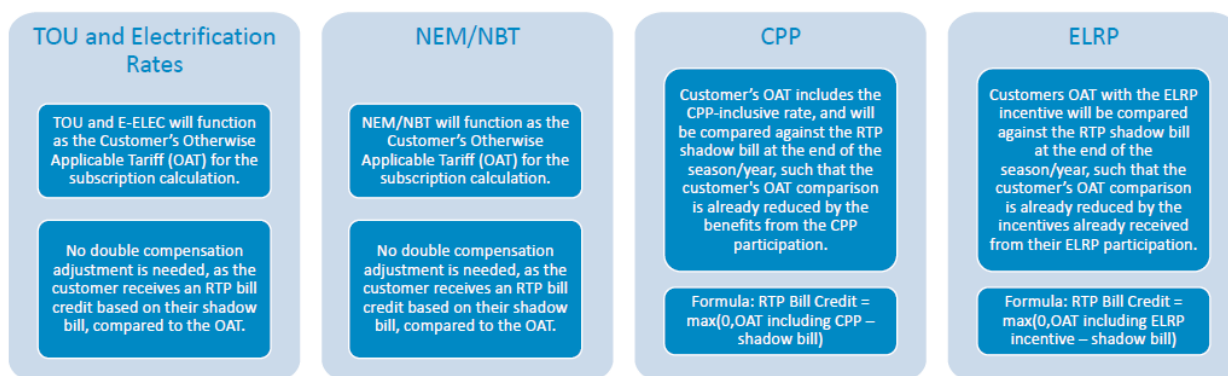 TOU and Electrification
Rates
TOU and E-ELEC will function
as the Customer's Otherwise
Applicable Tariff (OAT) for the
subscription calculation.
No double compensation
adjustment is needed, as the
customer receives an RTP bill
credit based on their shadow
bill, compared to the OAT.
NEM/NBT
NEM/NBT will function as the
Customer's Otherwise
Applicable Tariff (OAT) for the
subscription calculation.
No double compensation
adjustment is needed, as the
customer receives an RTP bill
credit based on their shadow
bill, compared to the OAT.
CPP
Customer's OAT includes the
CPP-inclusive rate, and will
be compared against the RTP
shadow bill at the end of the
season/year, such that the
customer's OAT comparison
is already reduced by the
benefits from the CPP
participation.
Formula: RTP Bill Credit =
max(0,OAT including CPP –
shadow bill)
ELRP
Customers OAT with the ELRP
incentive will be compared
against the RTP shadow bill
at the end of the
season/year, such that the
customer's OAT comparison
is already reduced by the
incentives already received
from their ELRP participation.
Formula: RTP Bill Credit =
max(0,OAT including ELRP
incentive – shadow bill)